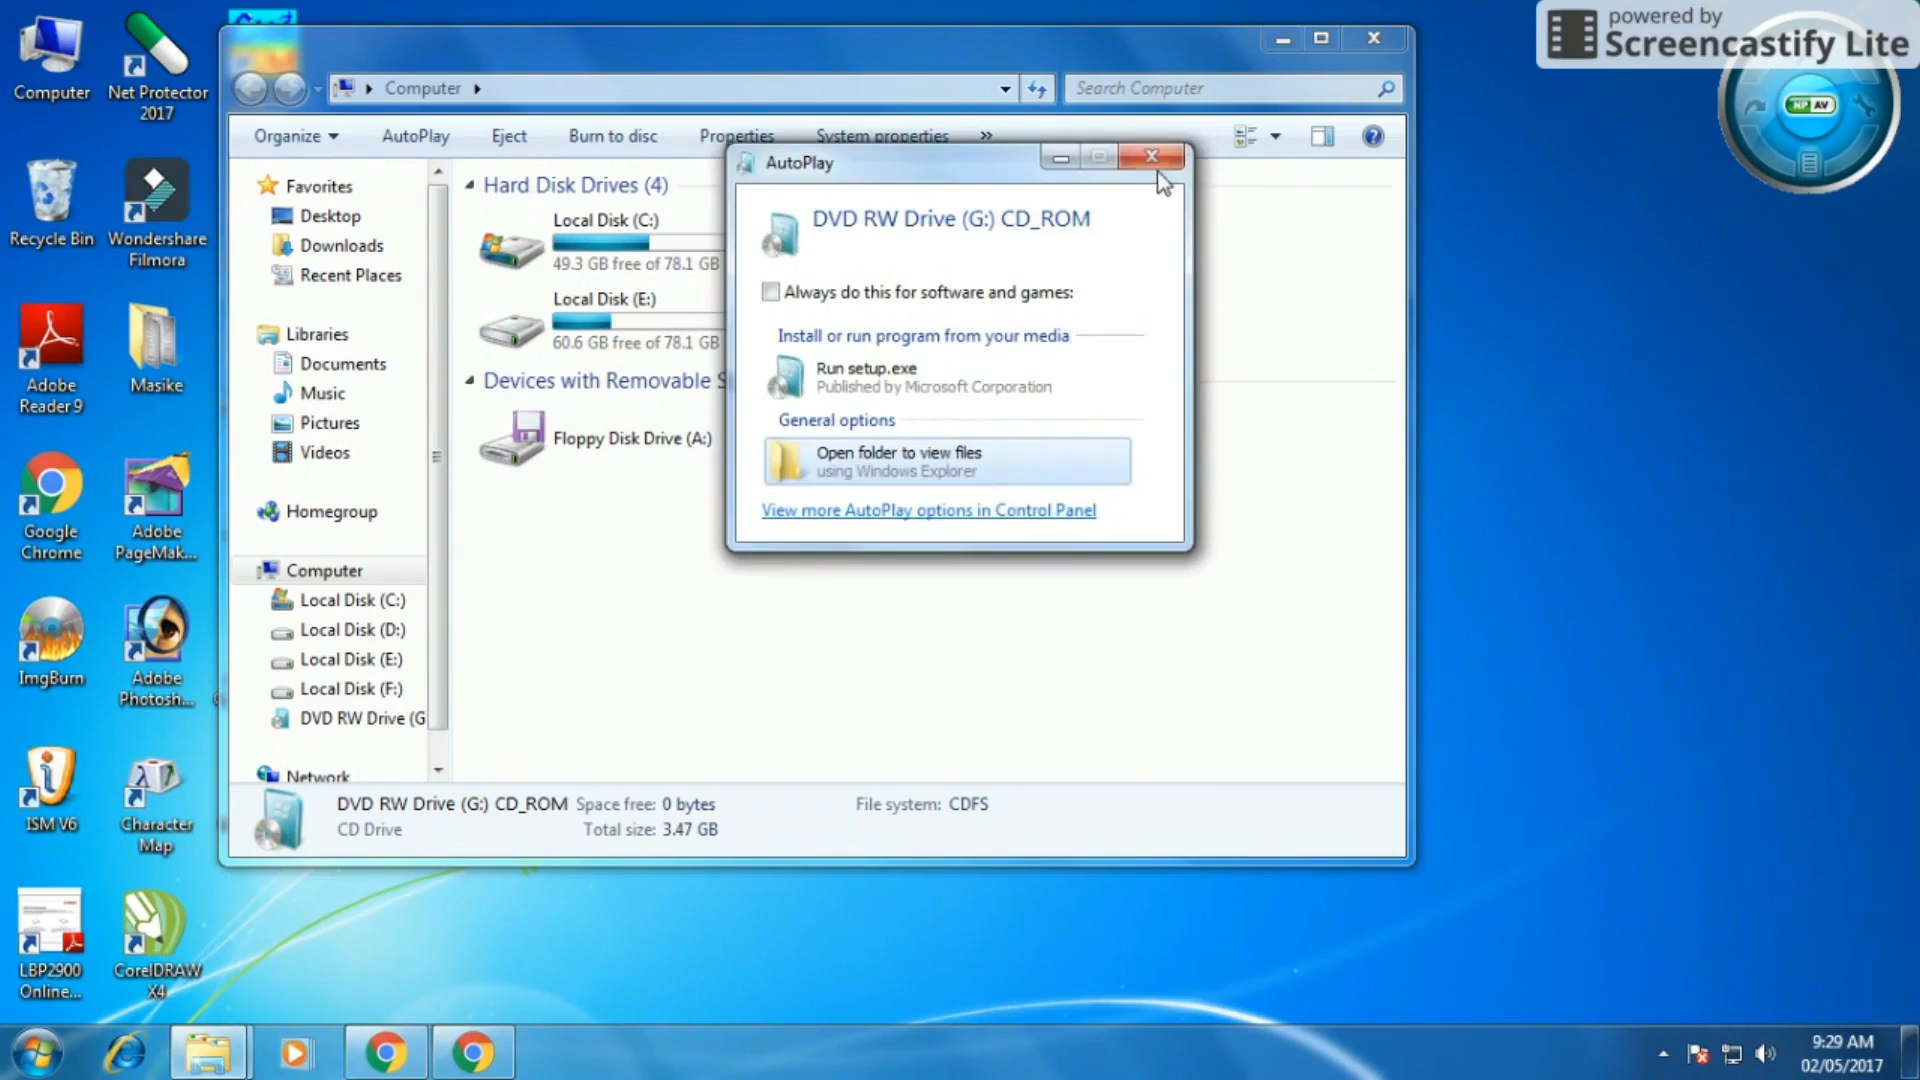 powered by
Screencastify Lite
NP AV
Computer
Net Protector
2017
Recycle Bin
Wondershare
Filmora
Adobe
Reader 9
Masike
Google
Chrome
Adobe
PageMak...
ImgBurn
Adobe
Photosh...
ISM V6
Character
Map
LBP2900
Online...
CorelDRAW
X4
Computer
Search Computer
Organize
AutoPlay
Eject
Burn to disc
Properties
System properties
»
Favorites
Desktop
Downloads
Recent Places
Libraries
Documents
Music
Pictures
Videos
Homegroup
Computer
Local Disk (C:)
Local Disk (D:)
Local Disk (E:)
Local Disk (F:)
DVD RW Drive (G
Network
Hard Disk Drives (4)
Local Disk (C:)
49.3 GB free of 78.1 GB
Local Disk (E:)
60.6 GB free of 78.1 GB
Devices with Removable S
Floppy Disk Drive (A:)
AutoPlay
DVD RW Drive (G:) CD_ROM
Always do this for software and games:
Install or run program from your media
Run setup.exe
Published by Microsoft Corporation
General options
Open folder to view files
using Windows Explorer
View more AutoPlay options in Control Panel
DVD RW Drive (G:) CD_ROM Space free: 0 bytes File system: CDFS
CD Drive Total size: 3.47 GB
9:29 AM
02/05/2017